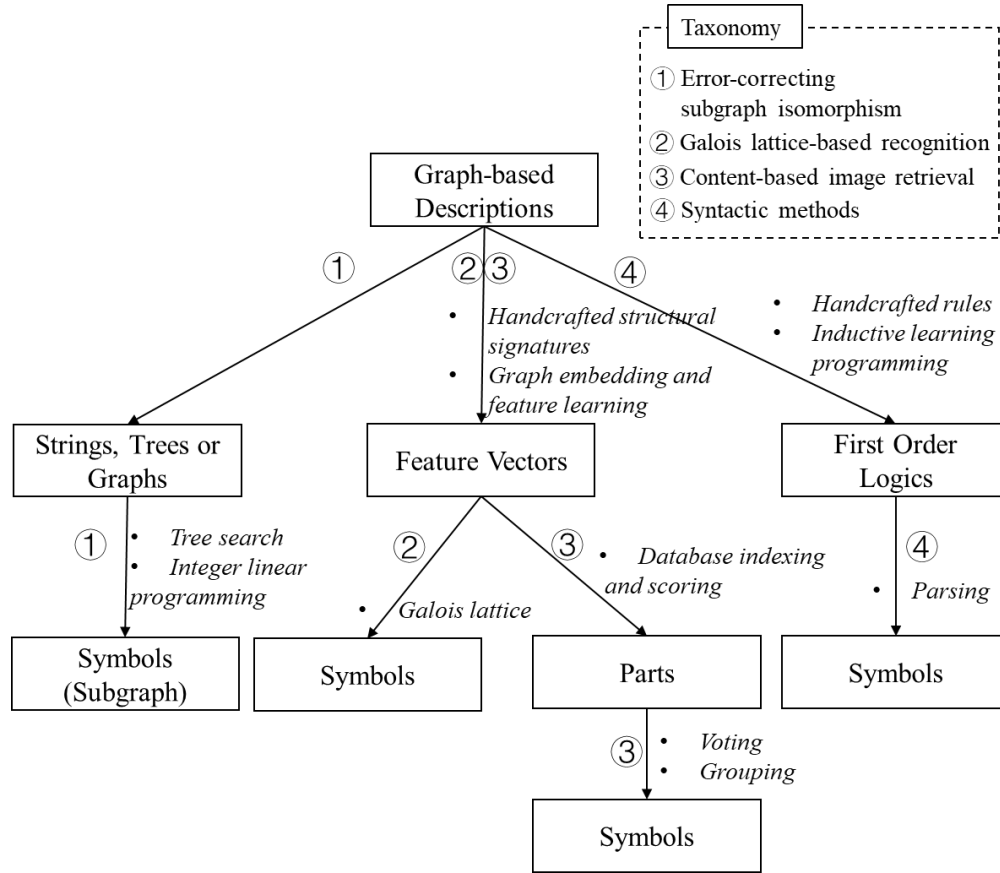 Taxonomy
① Error-correcting
subgraph isomorphism
② Galois lattice-based recognition
③ Content-based image retrieval
④ Syntactic methods
Graph-based
Descriptions
①
②③
④
• Handcrafted structural
signatures
• Graph embedding and
feature learning
• Handcrafted rules
• Inductive learning
programming
Strings, Trees or
Graphs
Feature Vectors
First Order
Logics
①
• Tree search
• Integer linear
programming
②
• Galois lattice
③
• Database indexing
and scoring
④
• Parsing
Symbols
(Subgraph)
Symbols
Parts
Symbols
③
• Voting
• Grouping
Symbols